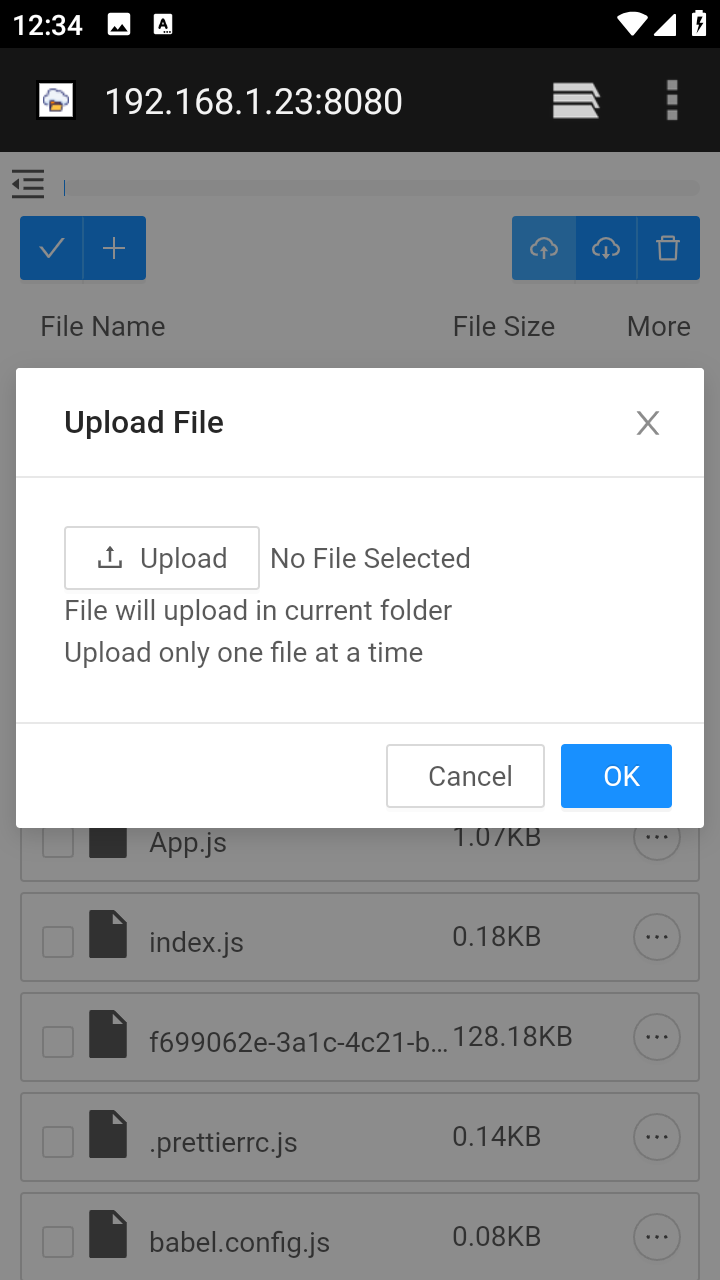 12:34
192.168.1.23:8080
File Name File Size More
Upload File
Upload No File Selected
File will upload in current folder
Upload only one file at a time
Cancel OK
App.js 1.07KB
index.js 0.18KB
f699062e-3a1c-4c21-b... 128.18KB
.prettierrc.js 0.14KB
babel.config.js 0.08KB